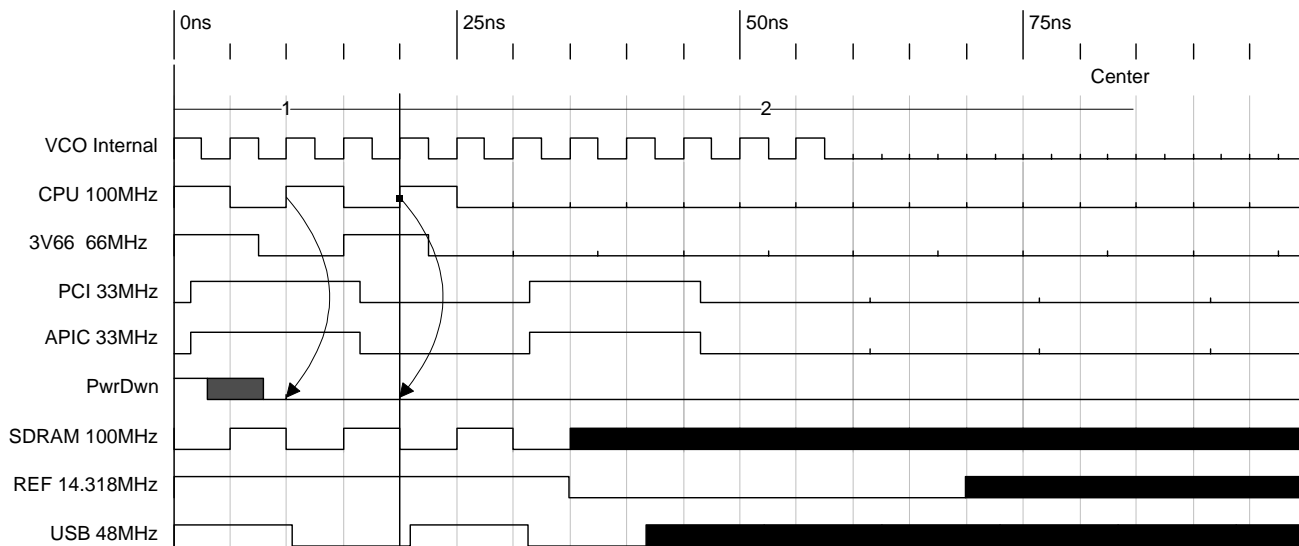 0ns 25ns 50ns 75ns
Center
1 2
VCO Internal
CPU 100MHz
3V66 66MHz
PCI 33MHz
APIC 33MHz
PwrDwn
SDRAM 100MHz
REF 14.318MHz
USB 48MHz